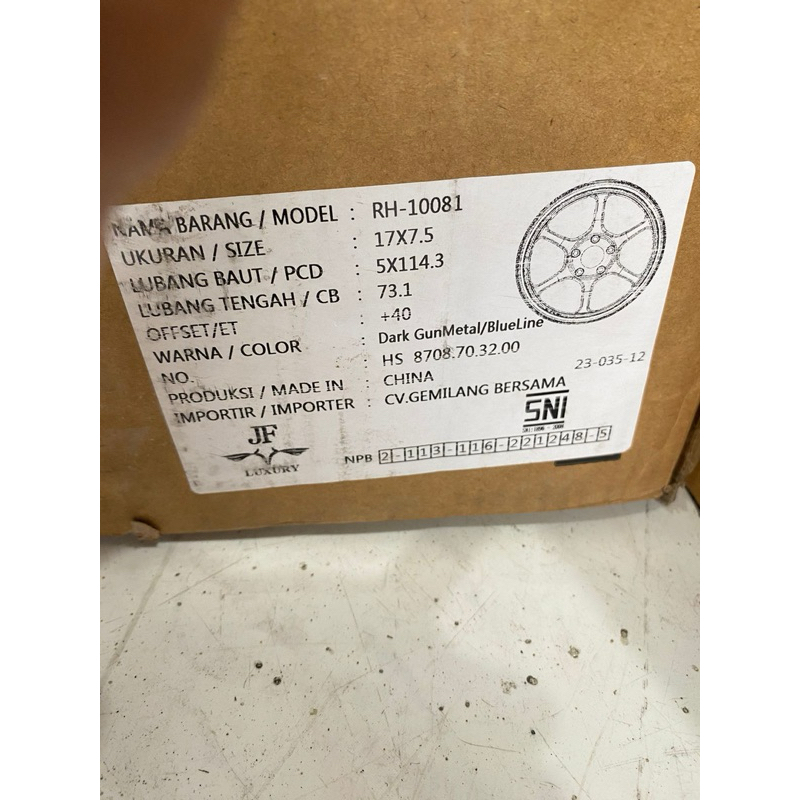 NAMA BARANG / MODEL : RH-10081
UKURAN / SIZE : 17X7.5
LUBANG BAUT / PCD : 5X114.3
LUBANG TENGAH / CB : 73.1
OFFSET/ET : +40
WARNA / COLOR : Dark GunMetal/BlueLine
NO. : HS 8708.70.32.00
23-035-12
PRODUKSI / MADE IN : CHINA
IMPORTIR / IMPORTER : CV.GEMILANG BERSAMA
SNI
JF
LUXURY
NPB 2-113-116-221248-5